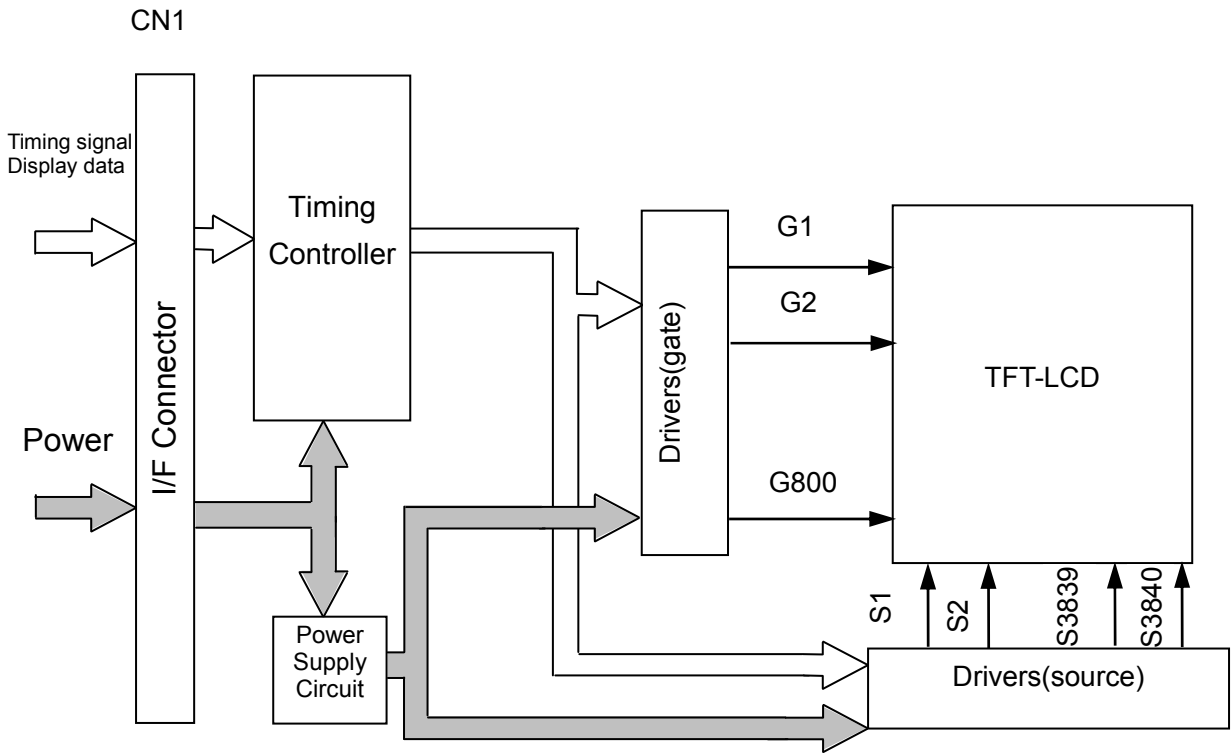 CN1
Timing signal
Display data
Power
I/F Connector
Timing
Controller
Power
Supply
Circuit
Drivers(gate)
G1
G2
G800
TFT-LCD
S1
S2
S3839
S3840
Drivers(source)